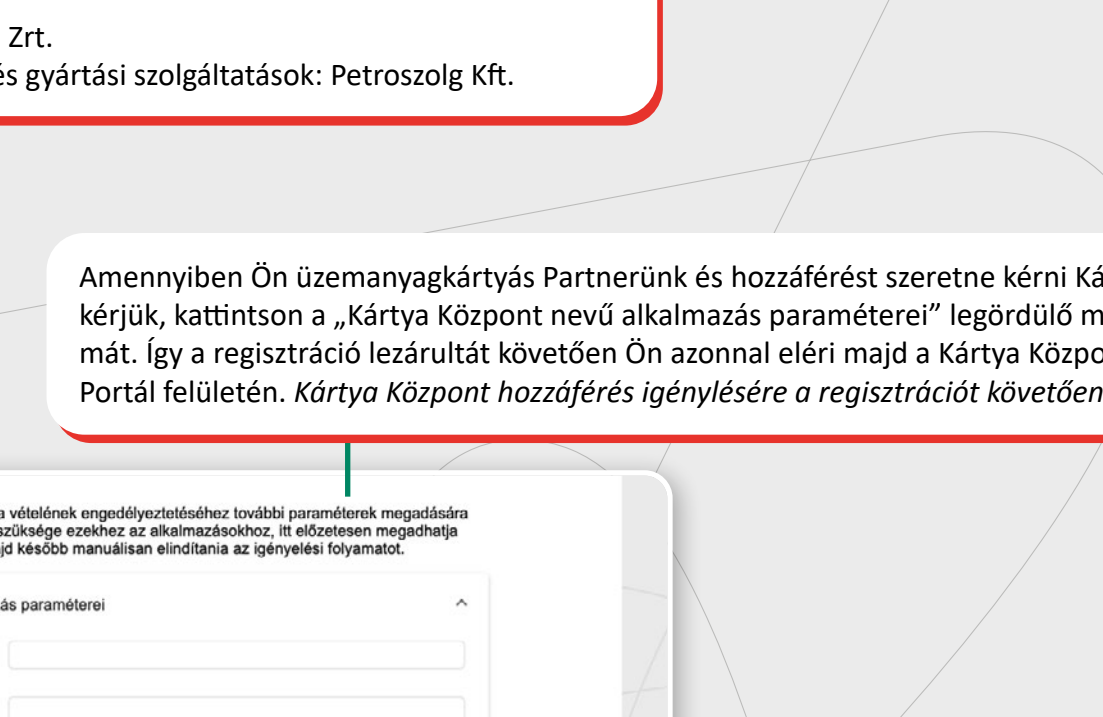 Zrt.
és gyártási szolgáltatások: Petroszolg Kft.
Amennyiben Ön üzemanyagkártyás Partnerünk és hozzáférést szeretne kérni Ká
kérjük, kattintson a „Kártya Központ nevű alkalmazás paraméterei” legördülő m
mát. Így a regisztráció lezárultát követően Ön azonnal eléri majd a Kártya Közpo
Portál felületén. Kártya Központ hozzáférés igénylésére a regisztrációt követően
a vételének engedélyeztetéséhez további paraméterek megadására
szüksége ezekhez az alkalmazásokhoz, itt előzetesen megadhatja
jd később manuálisan elindítania az igényelési folyamatot.
ás paraméterei